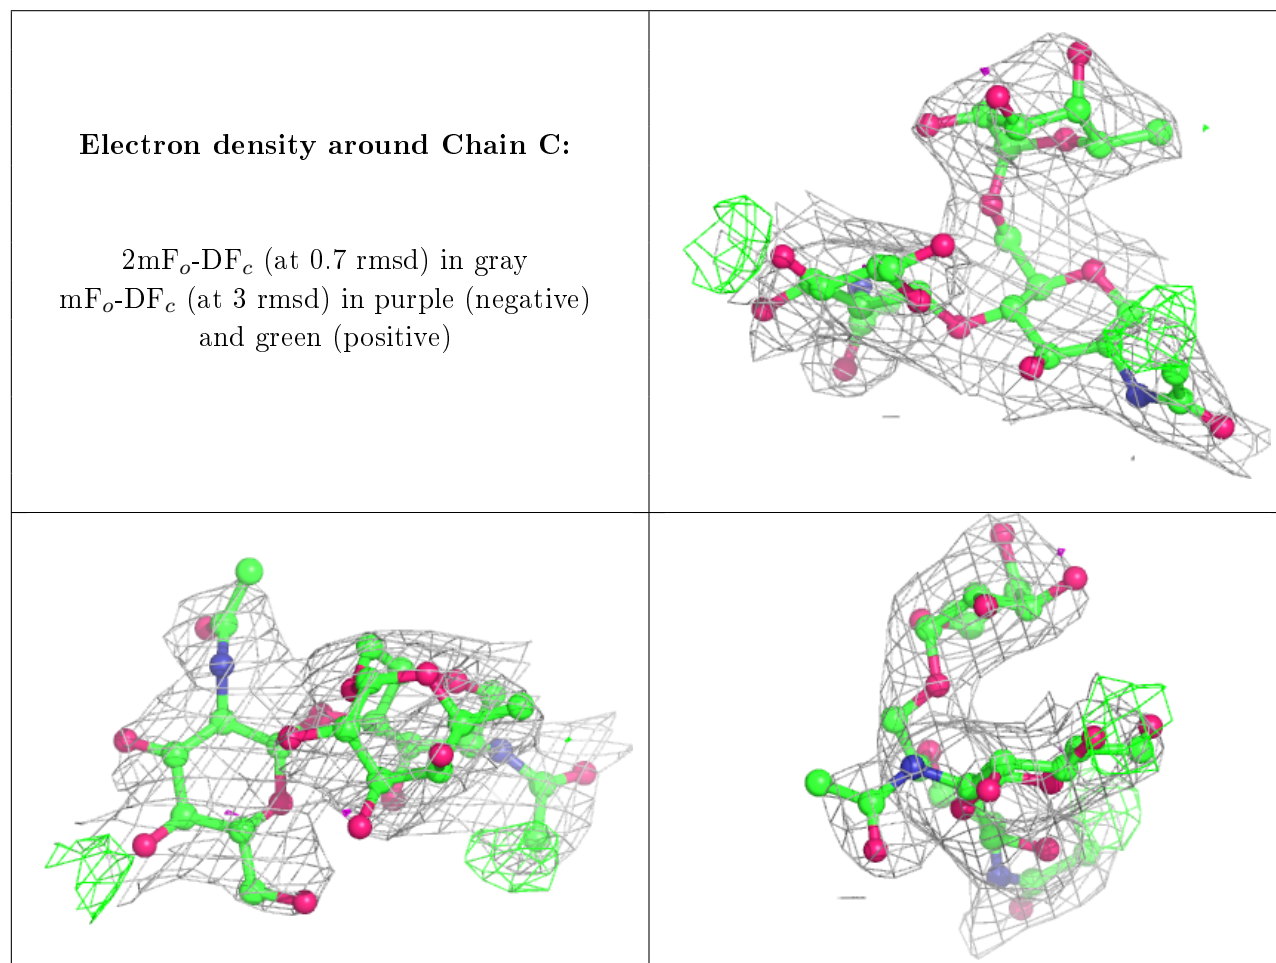 Electron density around Chain C:
2mFₒ-DF𝒸 (at 0.7 rmsd) in gray
mFₒ-DF𝒸 (at 3 rmsd) in purple (negative)
and green (positive)